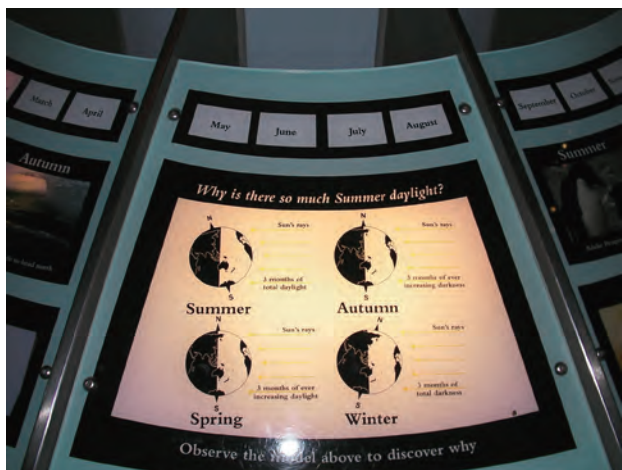 March
April
May
June
July
August
September
October
Autumn
Summer
Why is there so much Summer daylight?
N
Sun's rays
3 months of
total daylight
S
Summer
N
Sun's rays
3 months of ever
increasing darkness
S
Autumn
N
Sun's rays
3 months of ever
increasing daylight
S
Spring
N
Sun's rays
3 months of
total darkness
S
Winter
Observe the model above to discover why